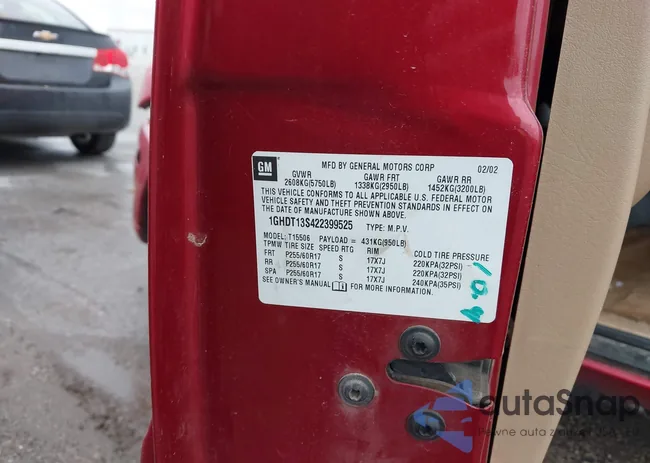 GM
MFD BY GENERAL MOTORS CORP 02/02
GVWR GAWR FRT GAWR RR
2608KG(5750LB) 1338KG(2950LB) 1452KG(3200LB)
THIS VEHICLE CONFORMS TO ALL APPLICABLE U.S. FEDERAL MOTOR
VEHICLE SAFETY AND THEFT PREVENTION STANDARDS IN EFFECT ON
THE DATE OF MANUFACTURE SHOWN ABOVE.
1GHDT13S422399525 TYPE: M.P.V.
MODEL: T15506 PAYLOAD = 431KG(950LB)
TPMW TIRE SIZE SPEED RTG RIM COLD TIRE PRESSURE
FRT P255/60R17 S 17X7J 220KPA(32PSI)
RR P255/60R17 S 17X7J 220KPA(32PSI)
SPA P255/60R17 S 17X7J 240KPA(35PSI)
SEE OWNER'S MANUAL FOR MORE INFORMATION.
autaSnap
Pewne auta z